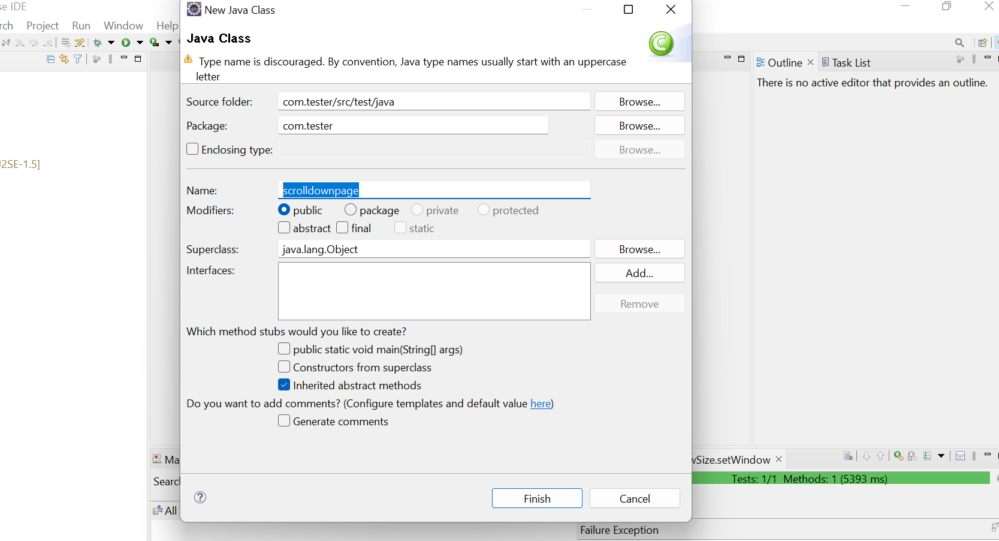 se IDE
rch Project Run Window Help
New Java Class
Java Class
Type name is discouraged. By convention, Java type names usually start with an uppercase
letter
Source folder: com.tester/src/test/java Browse...
Package: com.tester Browse...
Enclosing type: Browse...
Name: scrolldownpage
Modifiers: public package private protected
abstract final static
Superclass: java.lang.Object Browse...
Interfaces: Add...
Remove
Which method stubs would you like to create?
public static void main(String[] args)
Constructors from superclass
Inherited abstract methods
Do you want to add comments? (Configure templates and default value here)
Generate comments
Finish Cancel
J2SE-1.5]
Outline Task List
There is no active editor that provides an outline.
Ma
Search
All
wSize.setWindow
Tests: 1/1 Methods: 1 (5393 ms)
Failure Exception